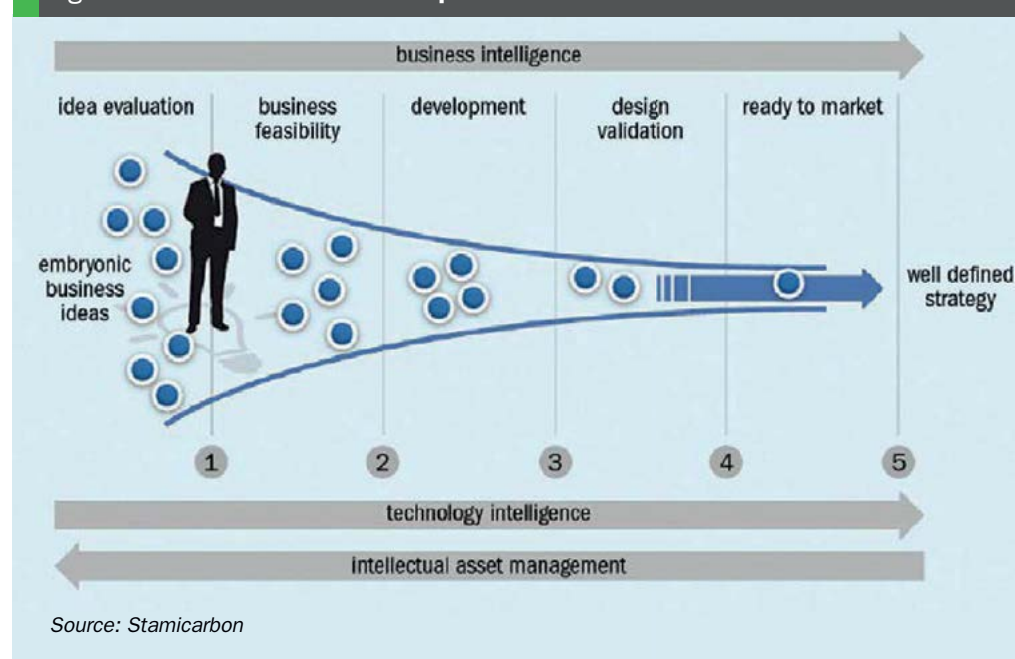 business intelligence
idea evaluation
business
feasibility
development
design
validation
ready to market
embryonic
business
ideas
well defined
strategy
1
2
3
4
5
technology intelligence
intellectual asset management
Source: Stamicarbon